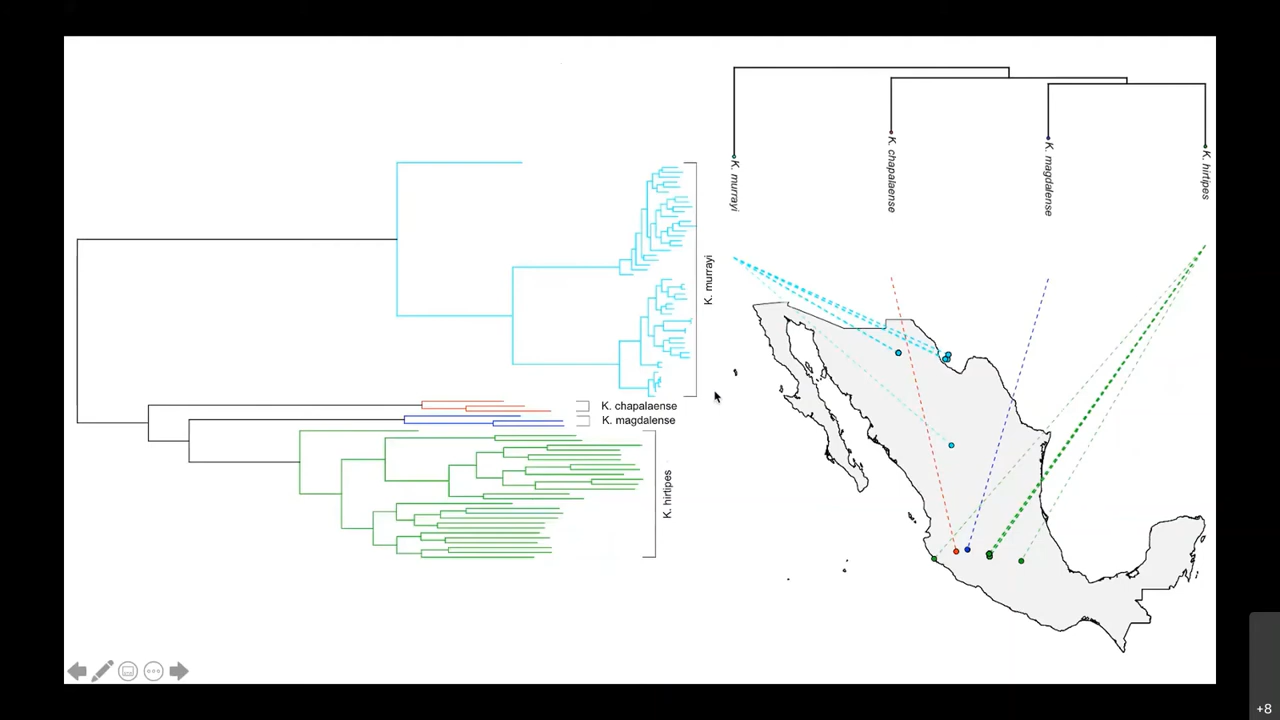 K. murrayi
K. chapalaense
K. magdalense
K. hirtipes
K. murrayi
K. chapalaense
K. magdalense
K. hirtipes
+8